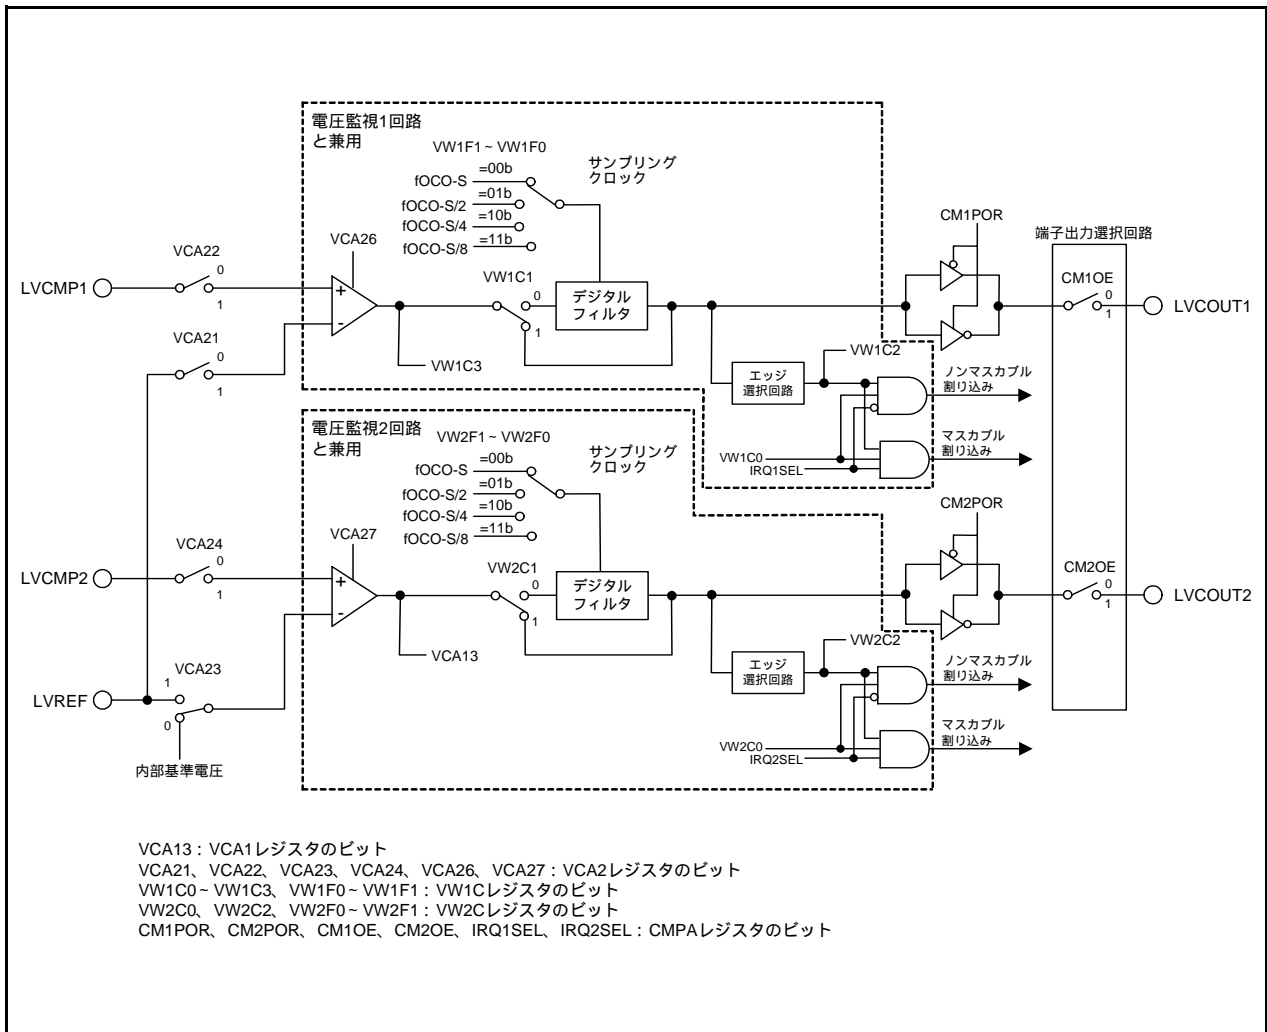 電圧監視1回路
と兼用
VW1F1~VW1F0
サンプリング
クロック
fOCO-S
=00b
fOCO-S/2
=01b
fOCO-S/4
=10b
fOCO-S/8
=11b
VCA22
0
1
LVCMP1
VCA26
+
-
VW1C1
0
1
デジタル
フィルタ
VW1C3
VCA21
0
1
CM1POR
端子出力選択回路
CM1OE
0
1
LVCOUT1
VW1C2
エッジ
選択回路
ノンマスカブル
割り込み
マスカブル
割り込み
VW1C0
IRQ1SEL
電圧監視2回路
と兼用
VW2F1~VW2F0
サンプリング
クロック
fOCO-S
=00b
fOCO-S/2
=01b
fOCO-S/4
=10b
fOCO-S/8
=11b
VCA24
0
1
LVCMP2
VCA27
+
-
VW2C1
0
1
デジタル
フィルタ
VCA13
CM2POR
CM2OE
0
1
LVCOUT2
VW2C2
エッジ
選択回路
ノンマスカブル
割り込み
マスカブル
割り込み
VW2C0
IRQ2SEL
VCA23
1
0
LVREF
内部基準電圧
VCA13：VCA1レジスタのビット
VCA21、VCA22、VCA23、VCA24、VCA26、VCA27：VCA2レジスタのビット
VW1C0~VW1C3、VW1F0~VW1F1：VW1Cレジスタのビット
VW2C0、VW2C2、VW2F0~VW2F1：VW2Cレジスタのビット
CM1POR、CM2POR、CM1OE、CM2OE、IRQ1SEL、IRQ2SEL：CMPAレジスタのビット